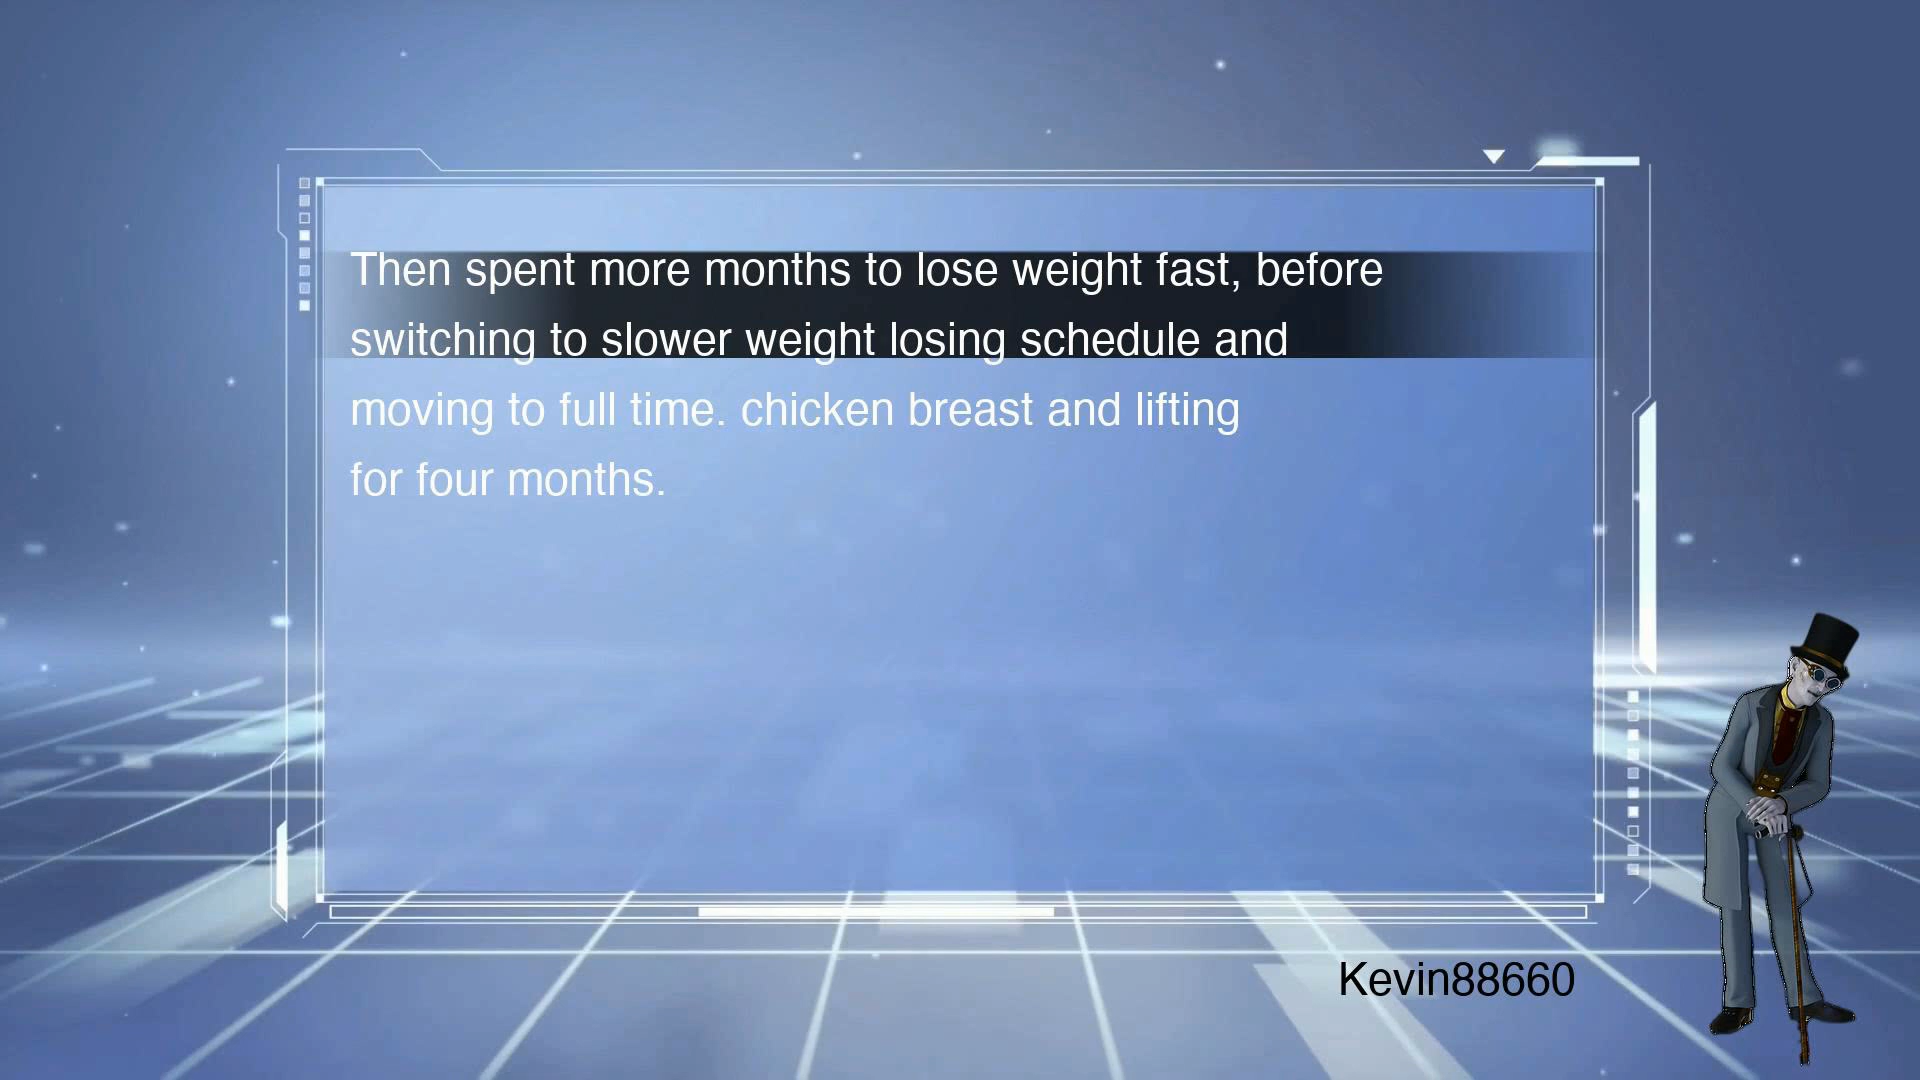 Then spent more months to lose weight fast, before
switching to slower weight losing schedule and
moving to full time. chicken breast and lifting
for four months.
Kevin88660